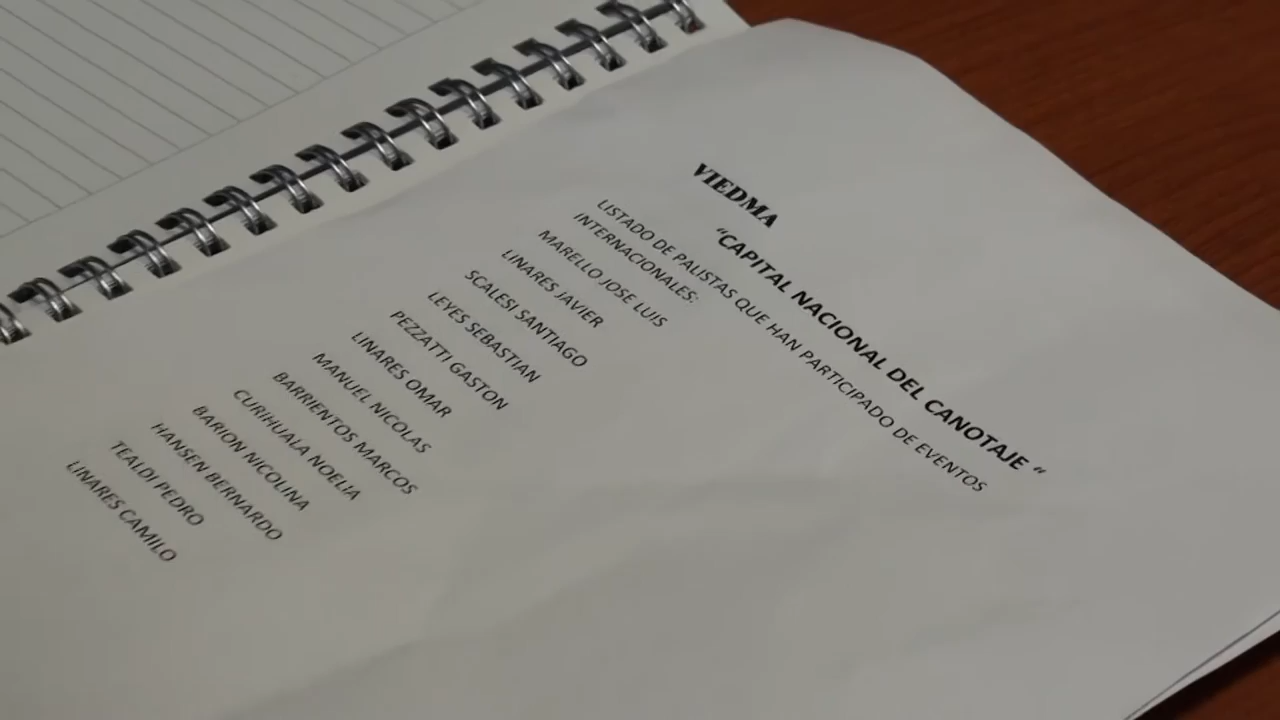 VIEDMA
"CAPITAL NACIONAL DEL CANOTAJE "
LISTADO DE PALISTAS QUE HAN PARTICIPADO DE EVENTOS
INTERNACIONALES:
MARELLO JOSE LUIS
LINARES JAVIER
SCALESI SANTIAGO
LEYES SEBASTIAN
PEZZATTI GASTON
LINARES OMAR
MANUEL NICOLAS
BARRIENTOS MARCOS
CURIHUALA NOELIA
BARION NICOLINA
HANSEN BERNARDO
TEALDI PEDRO
LINARES CAMILO